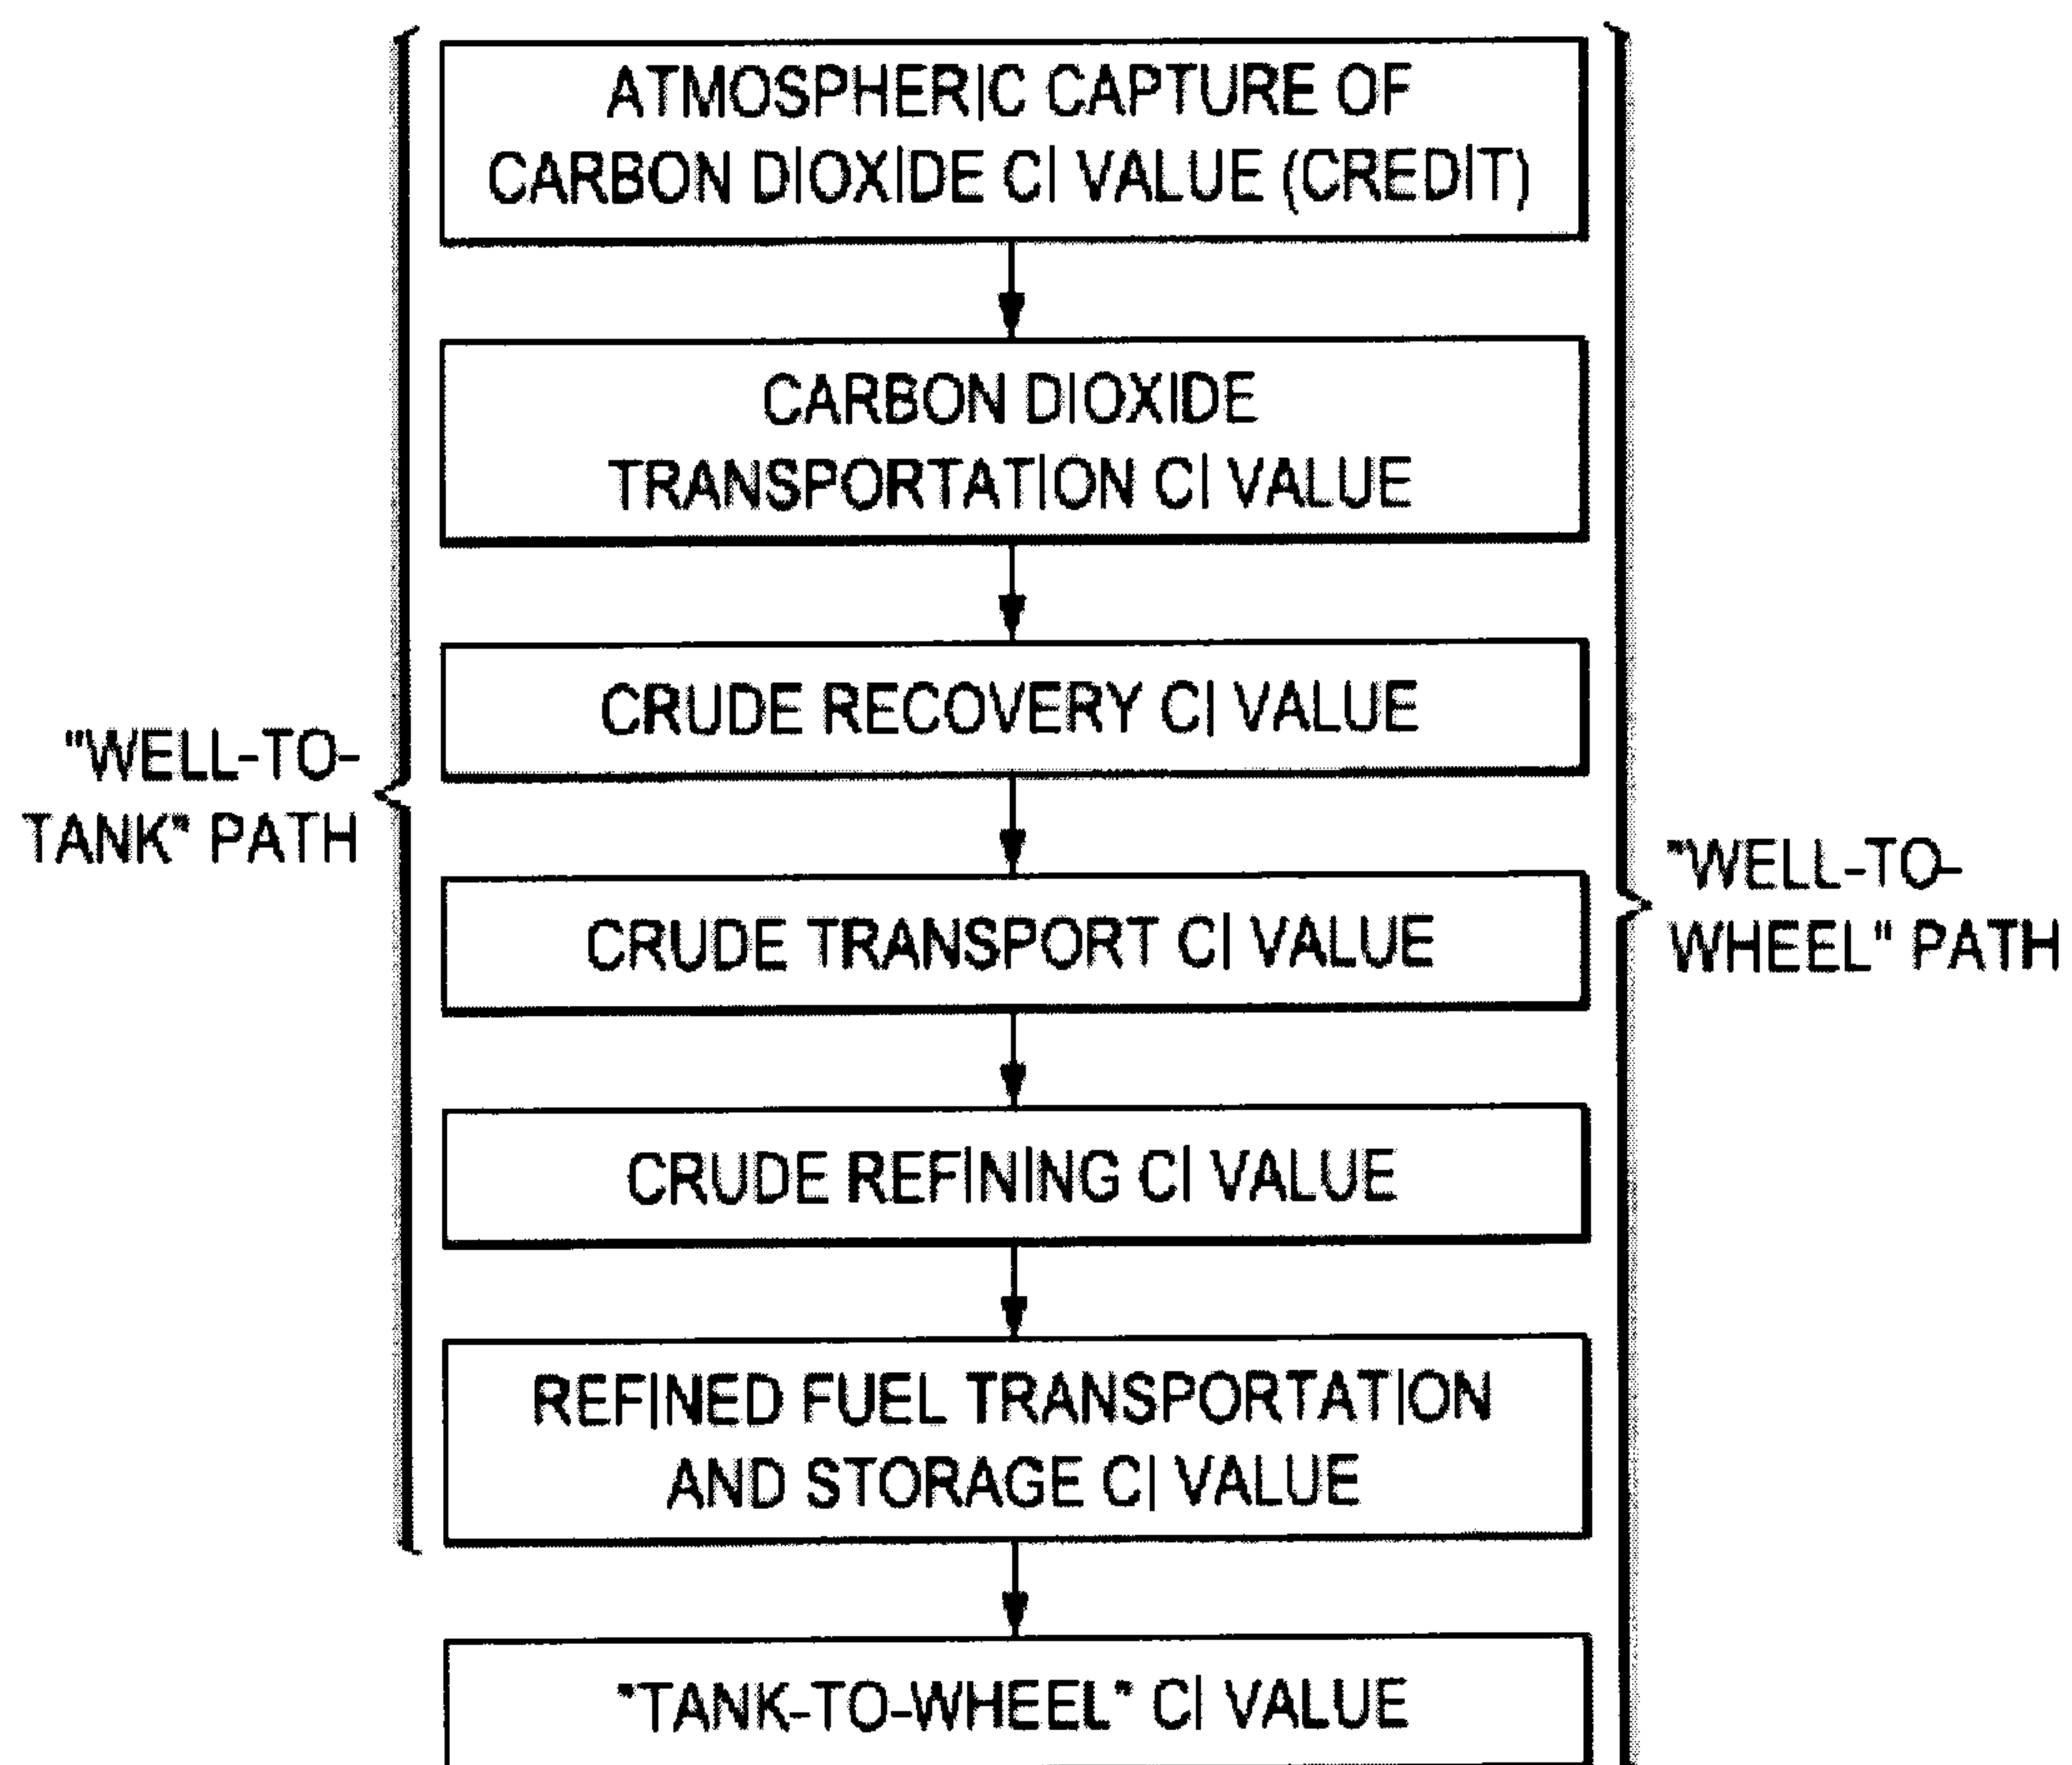 ATMOSPHERIC CAPTURE OF
CARBON DIOXIDE CI VALUE (CREDIT)
CARBON DIOXIDE
TRANSPORTATION CI VALUE
CRUDE RECOVERY CI VALUE
"WELL-TO-
TANK" PATH
CRUDE TRANSPORT CI VALUE
"WELL-TO-
WHEEL" PATH
CRUDE REFINING CI VALUE
REFINED FUEL TRANSPORTATION
AND STORAGE CI VALUE
"TANK-TO-WHEEL" CI VALUE